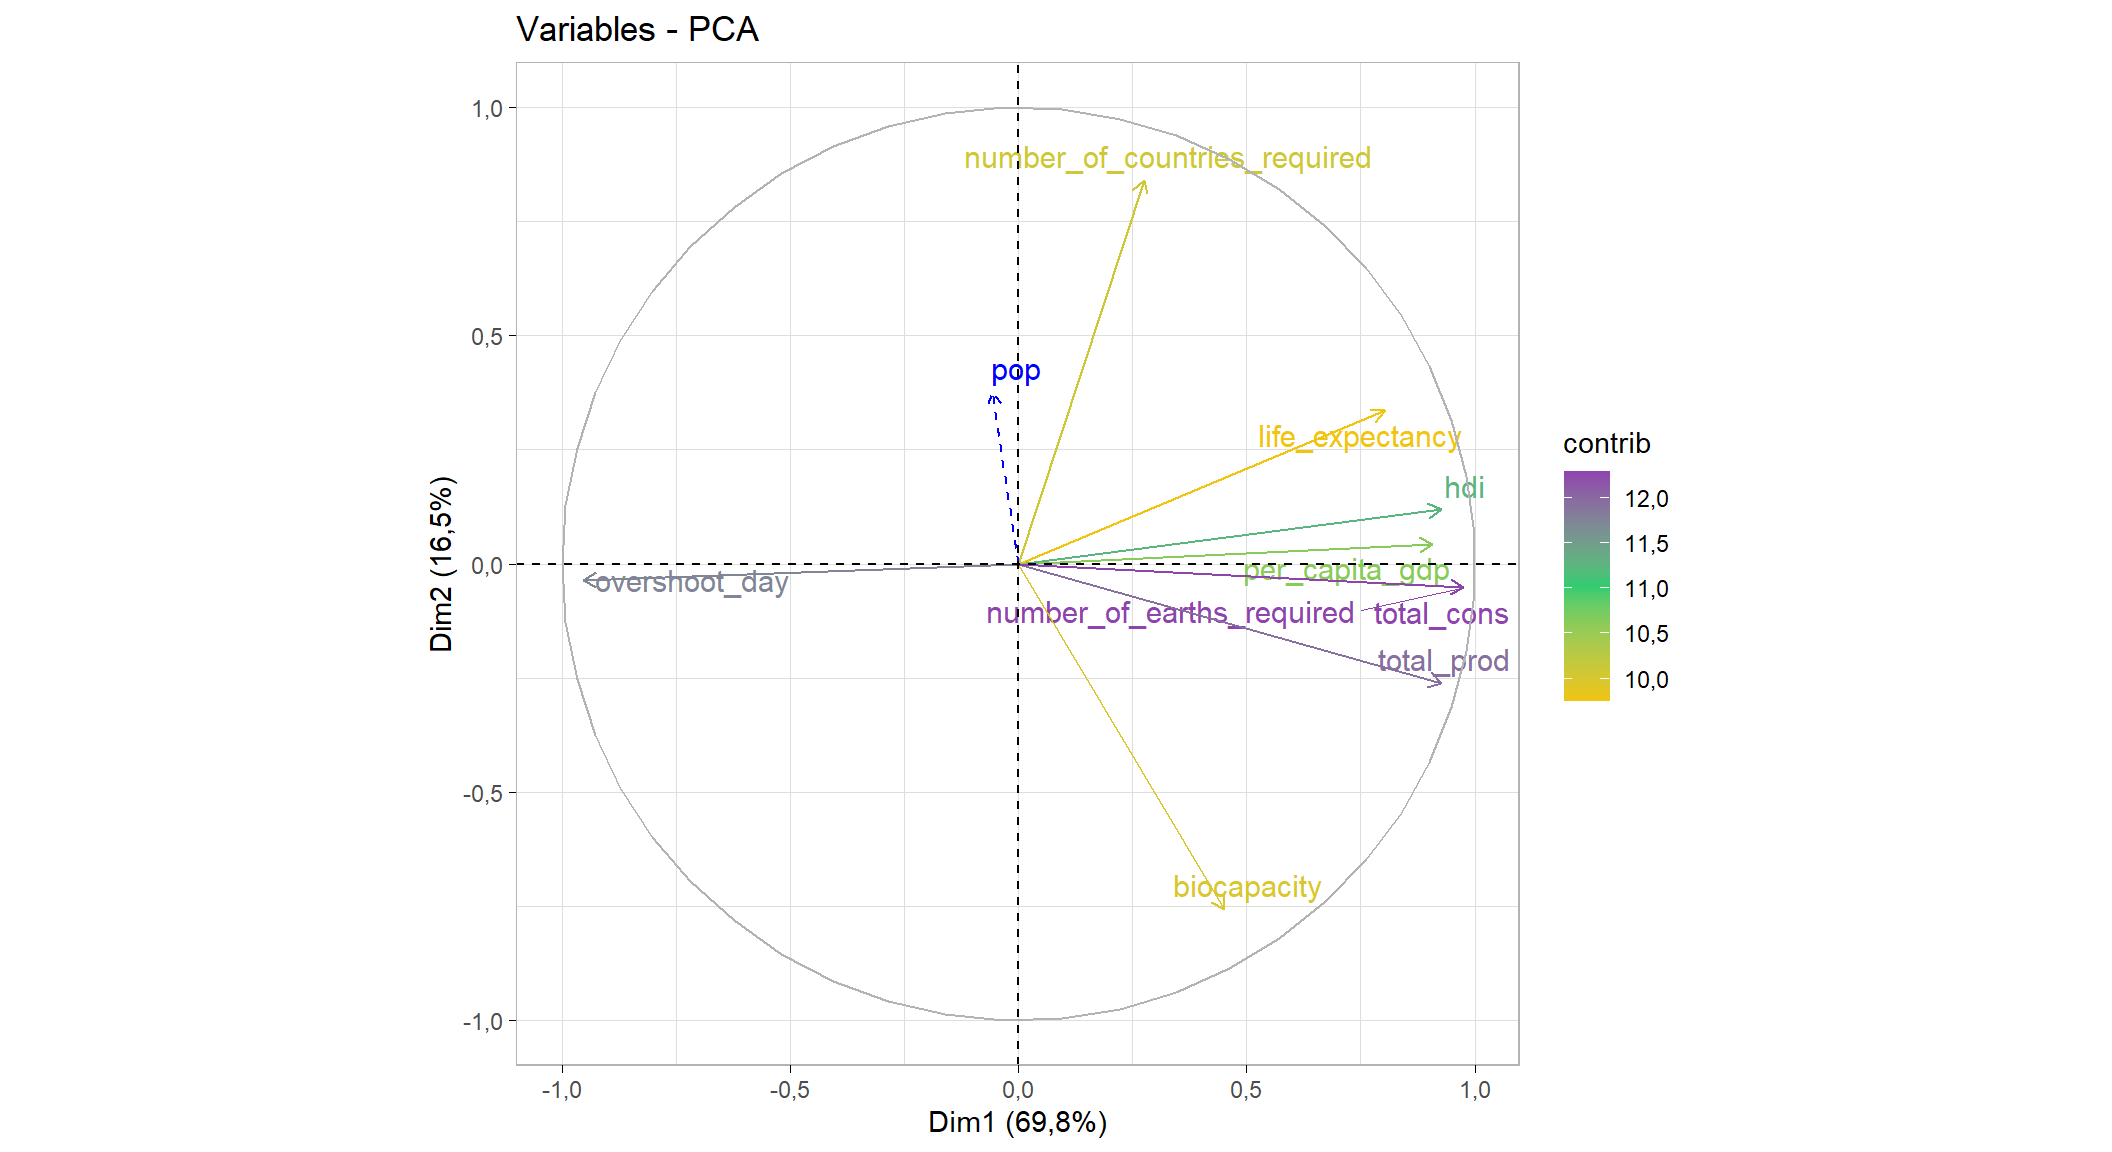 Variables - PCA
1,0
number_of_countries_required
0,5
pop
life_expectancy
contrib
hdi
12,0
11,5
0,0
per_capita_gdp
overshoot_day
11,0
number_of_earths_required
total_cons
10,5
total_prod
10,0
Dim2 (16,5%)
-0,5
biocapacity
-1,0
-1,0
-0,5
0,0
0,5
1,0
Dim1 (69,8%)